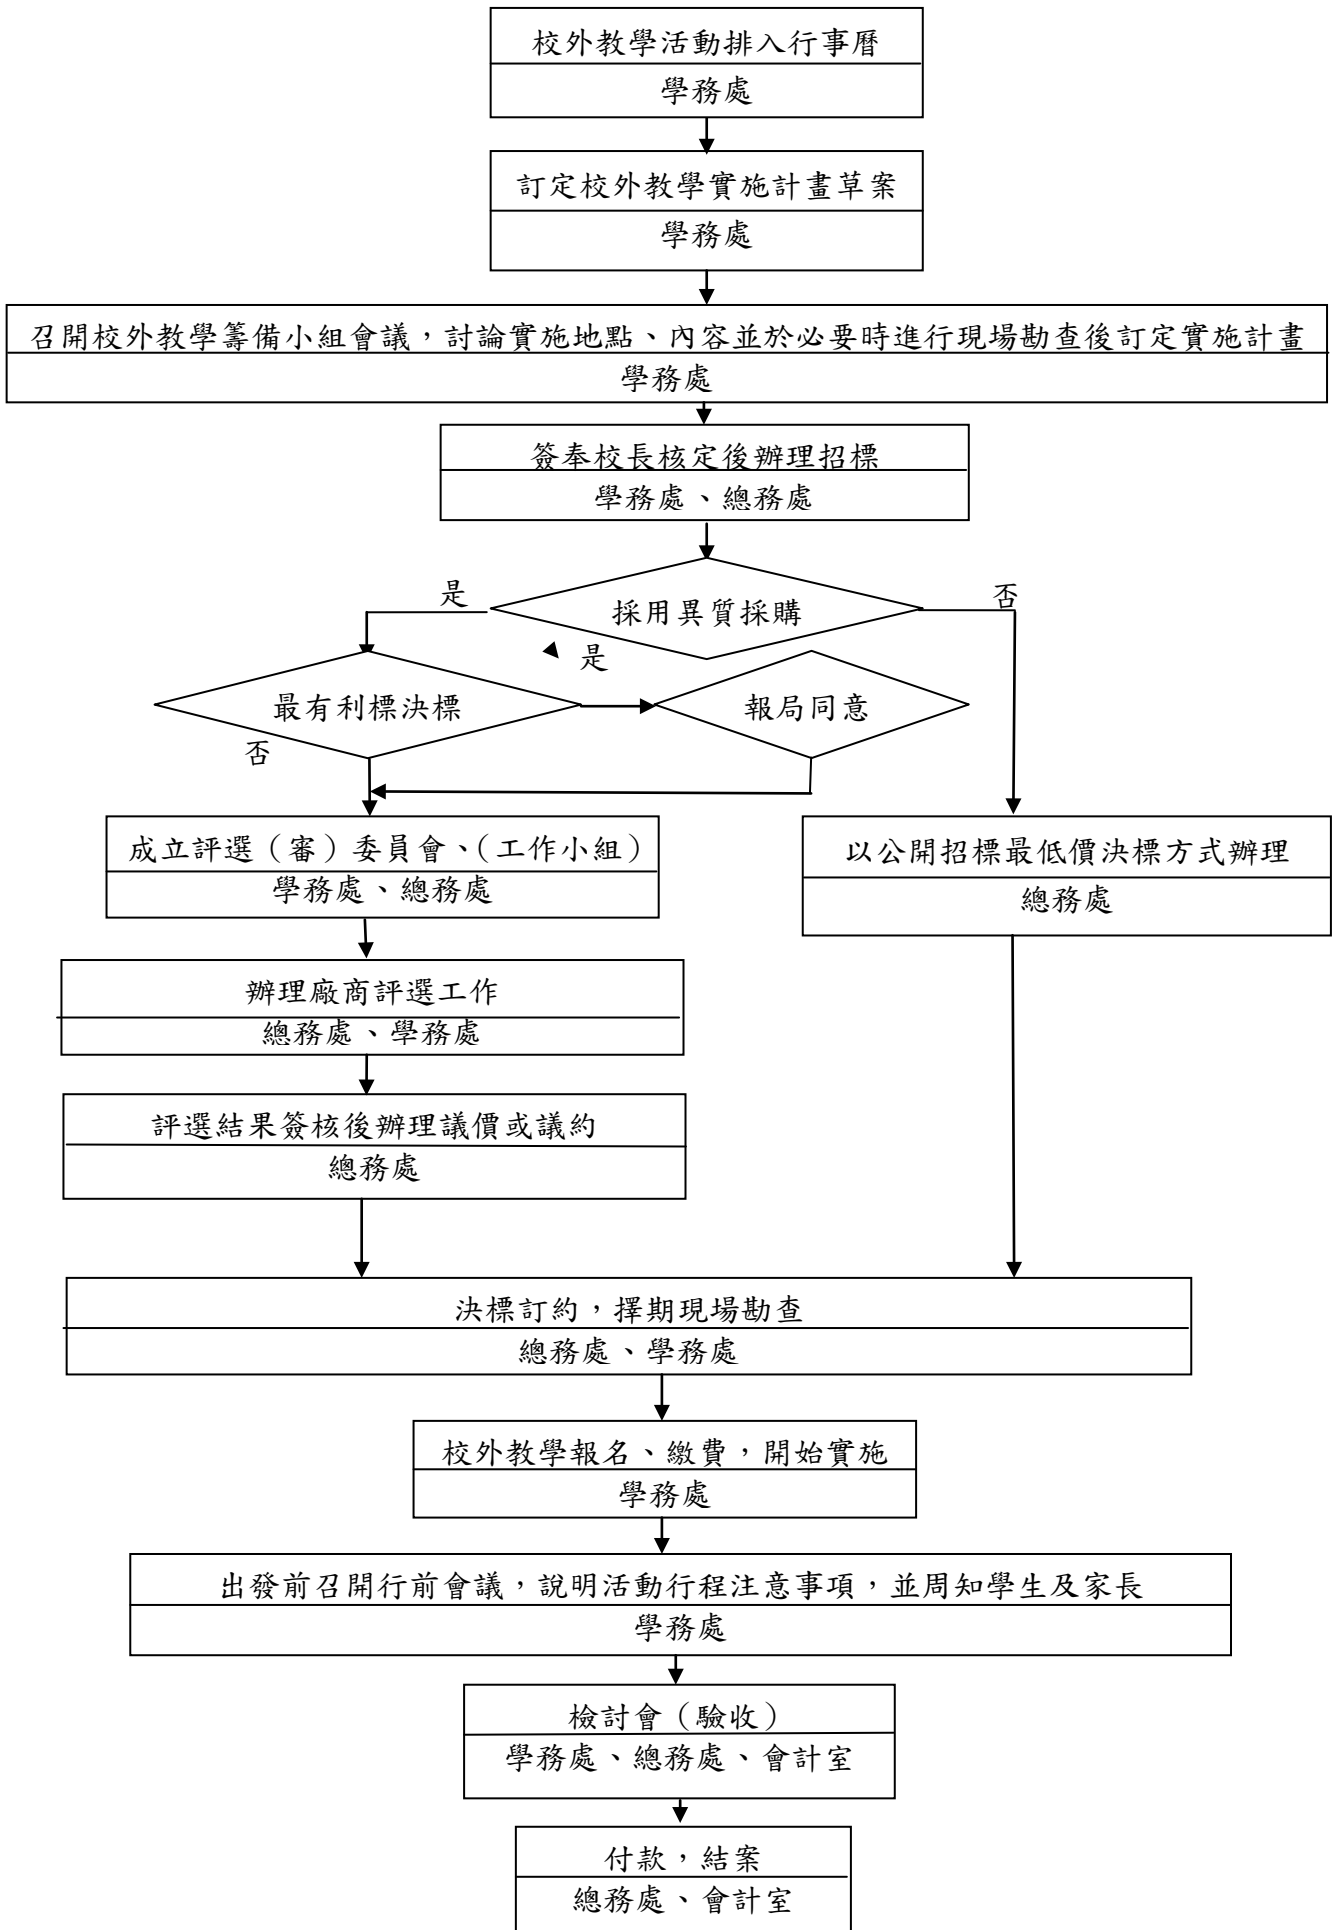 校外教學活動排入行事曆
學務處
訂定校外教學實施計畫草案
學務處
召開校外教學籌備小組會議，討論實施地點、內容並於必要時進行現場勘查後訂定實施計畫
學務處
簽奉校長核定後辦理招標
學務處、總務處
是
採用異質採購
否
是
最有利標決標
報局同意
否
成立評選（審）委員會、（工作小組）
學務處、總務處
以公開招標最低價決標方式辦理
總務處
辦理廠商評選工作
總務處、學務處
評選結果簽核後辦理議價或議約
總務處
決標訂約，擇期現場勘查
總務處、學務處
校外教學報名、繳費，開始實施
學務處
出發前召開行前會議，說明活動行程注意事項，並周知學生及家長
學務處
檢討會（驗收）
學務處、總務處、會計室
付款，結案
總務處、會計室